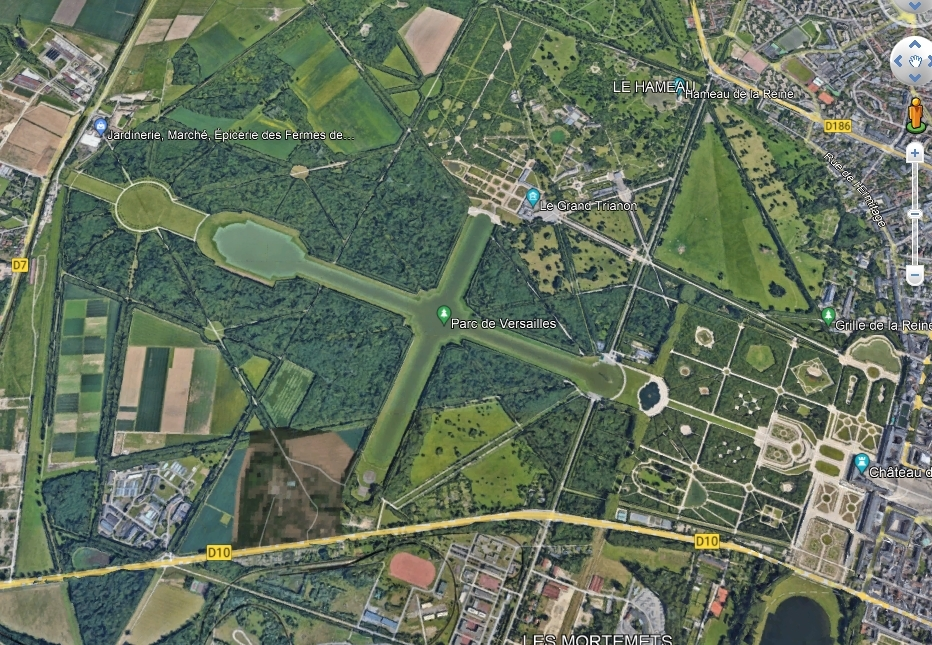 LE HAMEAU
Hameau de la Reine
D186
Jardinerie, Marché, Épicerie des Fermes de...
Rue de l'Ermitage
Le Grand Trianon
D7
Parc de Versailles
Grille de la Reine
Château d
D10
D10
LES MORTEMETS